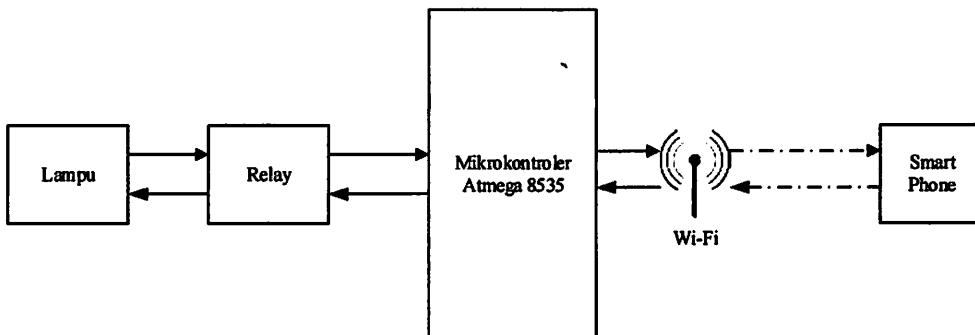 Lampu
Relay
Mikrokontroler
Atmega 8535
Wi-Fi
Smart
Phone